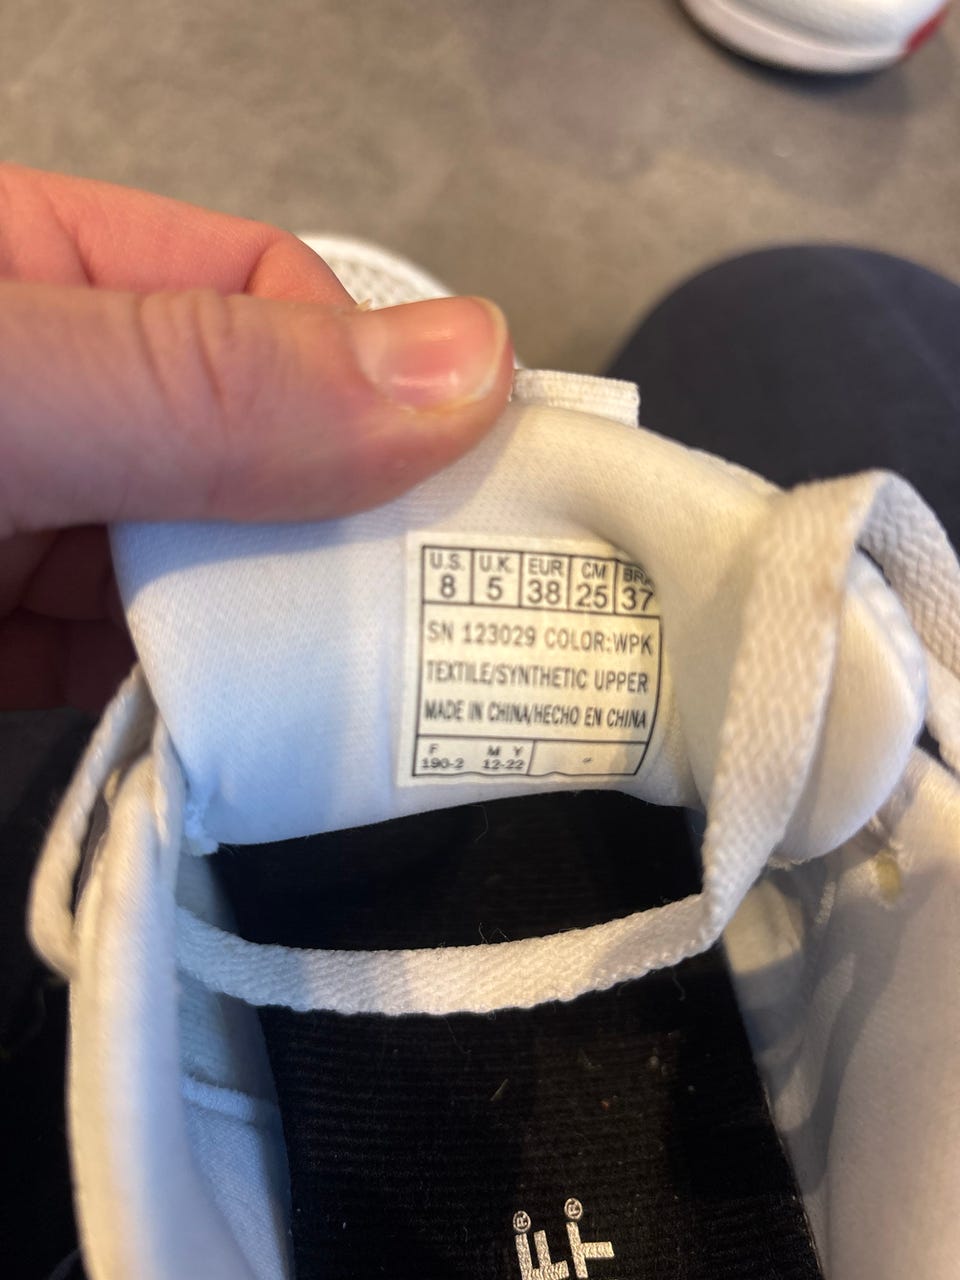 U.S. U.K. EUR CM BRA
8 5 38 25 37
SN 123029 COLOR:WPK
TEXTILE/SYNTHETIC UPPER
MADE IN CHINA/HECHO EN CHINA
F M Y
190-2 12-22